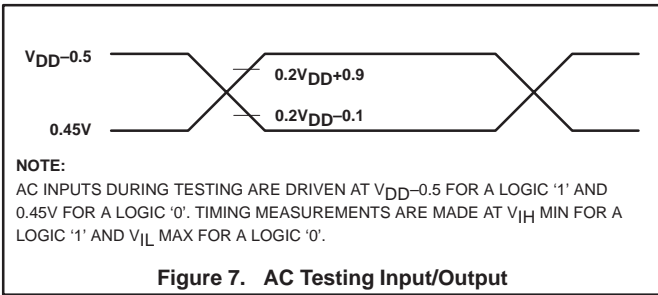 VDD–0.5
0.2VDD+0.9
0.2VDD–0.1
0.45V
NOTE:
AC INPUTS DURING TESTING ARE DRIVEN AT VDD–0.5 FOR A LOGIC ‘1’ AND
0.45V FOR A LOGIC ‘0’. TIMING MEASUREMENTS ARE MADE AT VIH MIN FOR A
LOGIC ‘1’ AND VIL MAX FOR A LOGIC ‘0’.
Figure 7. AC Testing Input/Output